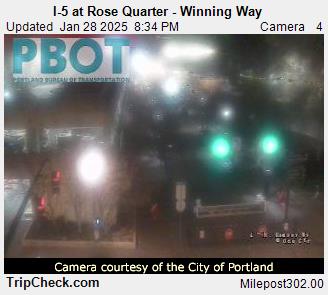 I-5 at Rose Quarter - Winning Way
Updated Jan 28 2025 8:34 PM Camera 4
PBOT
PORTLAND BUREAU OF TRANSPORTATION
Camera courtesy of the City of Portland
TripCheck.com Milepost302.00